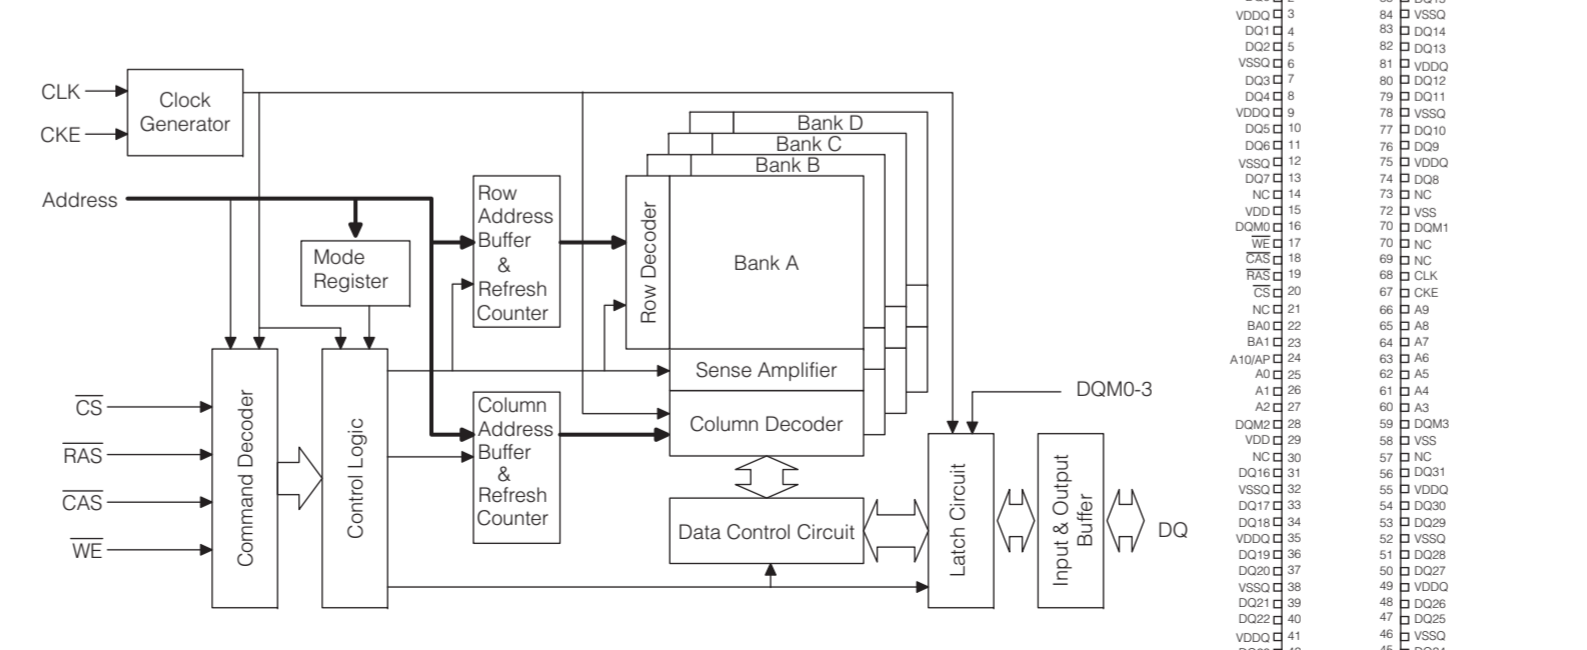 CLK
CKE
Clock
Generator
Address
Mode
Register
Row
Address
Buffer
&
Refresh
Counter
Row Decoder
Bank D
Bank C
Bank B
Bank A
Sense Amplifier
Column Decoder
Column
Address
Buffer
&
Refresh
Counter
CS
RAS
CAS
WE
Command Decoder
Control Logic
Data Control Circuit
DQM0-3
Latch Circuit
Input & Output
Buffer
DQ
VDDQ 3
DQ1 4
DQ2 5
VSSQ 6
DQ3 7
DQ4 8
VDDQ 9
DQ5 10
DQ6 11
VSSQ 12
DQ7 13
NC 14
VDD 15
DQM0 16
WE 17
CAS 18
RAS 19
CS 20
NC 21
BA0 22
BA1 23
A10/AP 24
A0 25
A1 26
A2 27
DQM2 28
VDD 29
NC 30
DQ16 31
VSSQ 32
DQ17 33
DQ18 34
VDDQ 35
DQ19 36
DQ20 37
VSSQ 38
DQ21 39
DQ22 40
VDDQ 41
84 VSSQ
83 DQ14
82 DQ13
81 VDDQ
80 DQ12
79 DQ11
78 VSSQ
77 DQ10
76 DQ9
75 VDDQ
74 DQ8
73 NC
72 VSS
70 DQM1
70 NC
69 NC
68 CLK
67 CKE
66 A9
65 A8
64 A7
63 A6
62 A5
61 A4
60 A3
59 DQM3
58 VSS
57 NC
56 DQ31
55 VDDQ
54 DQ30
53 DQ29
52 VSSQ
51 DQ28
50 DQ27
49 VDDQ
48 DQ26
47 DQ25
46 VSSQ